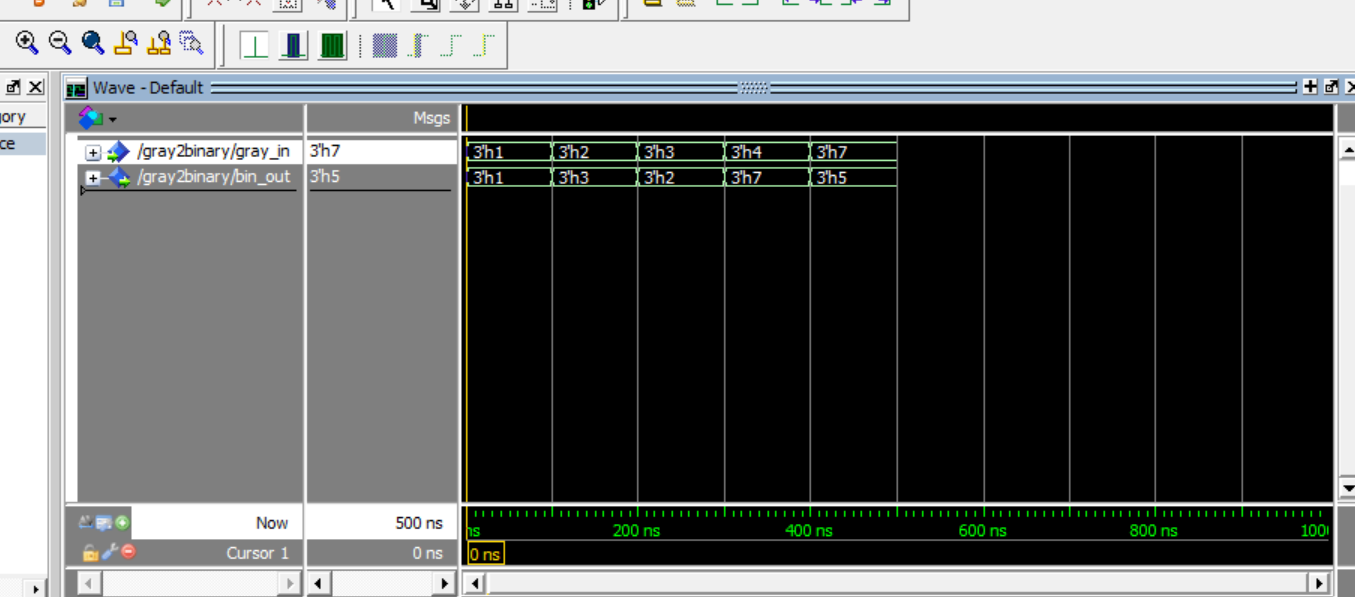 Wave - Default
ory
Msgs
ce
/gray2binary/gray_in 3'h7 3'h1 3'h2 3'h3 3'h4 3'h7
/gray2binary/bin_out 3'h5 3'h1 3'h3 3'h2 3'h7 3'h5
Now 500 ns ns 200 ns 400 ns 600 ns 800 ns 100
Cursor 1 0 ns 0 ns